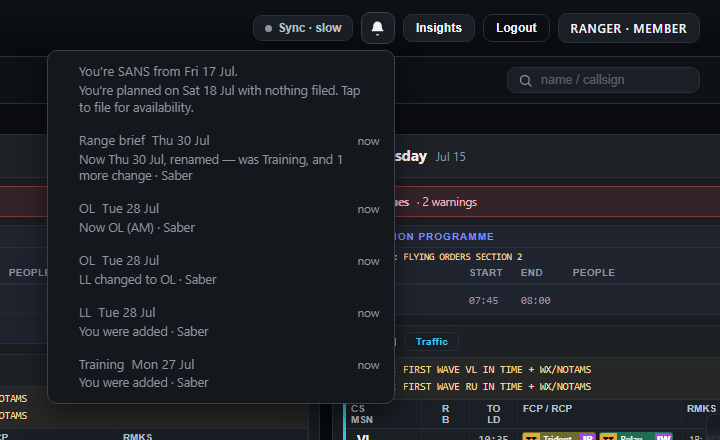 Sync · slow
Insights
Logout
RANGER · MEMBER
name / callsign
You're SANS from Fri 17 Jul.
You're planned on Sat 18 Jul with nothing filed. Tap
to file for availability.
Range brief Thu 30 Jul now
Now Thu 30 Jul, renamed — was Training, and 1
more change · Saber
OL Tue 28 Jul now
Now OL (AM) · Saber
OL Tue 28 Jul now
LL changed to OL · Saber
LL Tue 28 Jul now
You were added · Saber
Training Mon 27 Jul now
You were added · Saber
sday Jul 15
ues · 2 warnings
ION PROGRAMME
: FLYING ORDERS SECTION 2
PEOPL START END PEOPLE
07:45 08:00
Traffic
OTAMS FIRST WAVE VL IN TIME + WX/NOTAMS
OTAMS FIRST WAVE RU IN TIME + WX/NOTAMS
CS R TO FCP / RCP RMKS
MSN B LD
CP RMKS
VL 10:35 Trident Relay